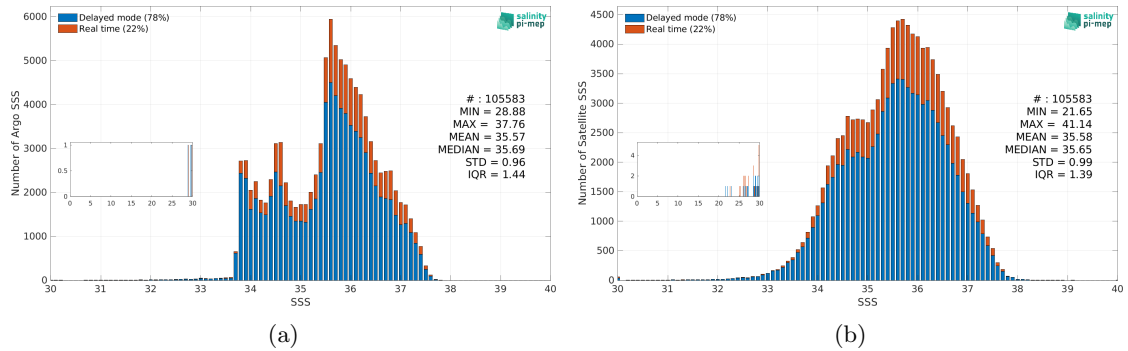 Delayed mode (78%)
Real time (22%)
salinity
pi-mep
Number of Argo SSS
6000
5000
4000
3000
2000
1000
0
30 31 32 33 34 35 36 37 38 39 40
SSS
# : 105583
MIN = 28.88
MAX = 37.76
MEAN = 35.57
MEDIAN = 35.69
STD = 0.96
IQR = 1.44
1
0.5
0
0 5 10 15 20 25 30
(a)
Delayed mode (78%)
Real time (22%)
salinity
pi-mep
Number of Satellite SSS
4500
4000
3500
3000
2500
2000
1500
1000
500
0
30 31 32 33 34 35 36 37 38 39 40
SSS
# : 105583
MIN = 21.65
MAX = 41.14
MEAN = 35.58
MEDIAN = 35.65
STD = 0.99
IQR = 1.39
4
2
0
0 5 10 15 20 25 30
(b)